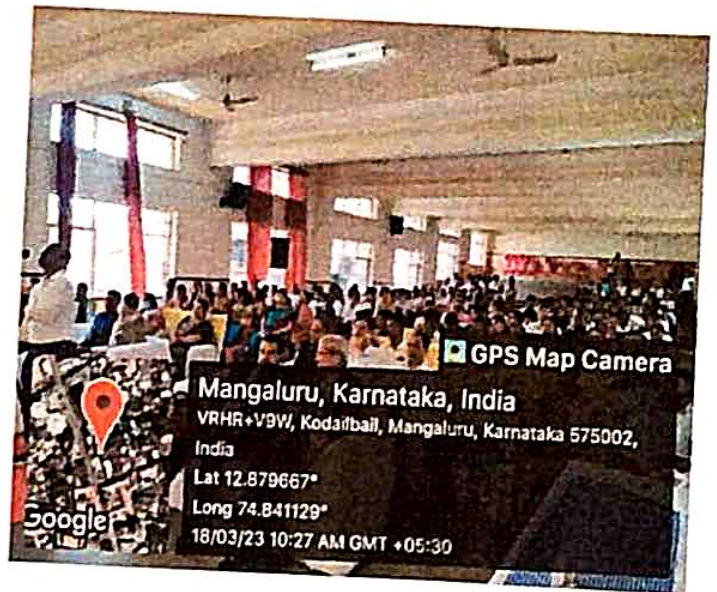 GPS Map Camera
Mangaluru, Karnataka, India
VRHR+V9W, Kodailbail, Mangaluru, Karnataka 575002,
India
Lat 12.879667°
Long 74.841129°
18/03/23 10:27 AM GMT +05:30
Google